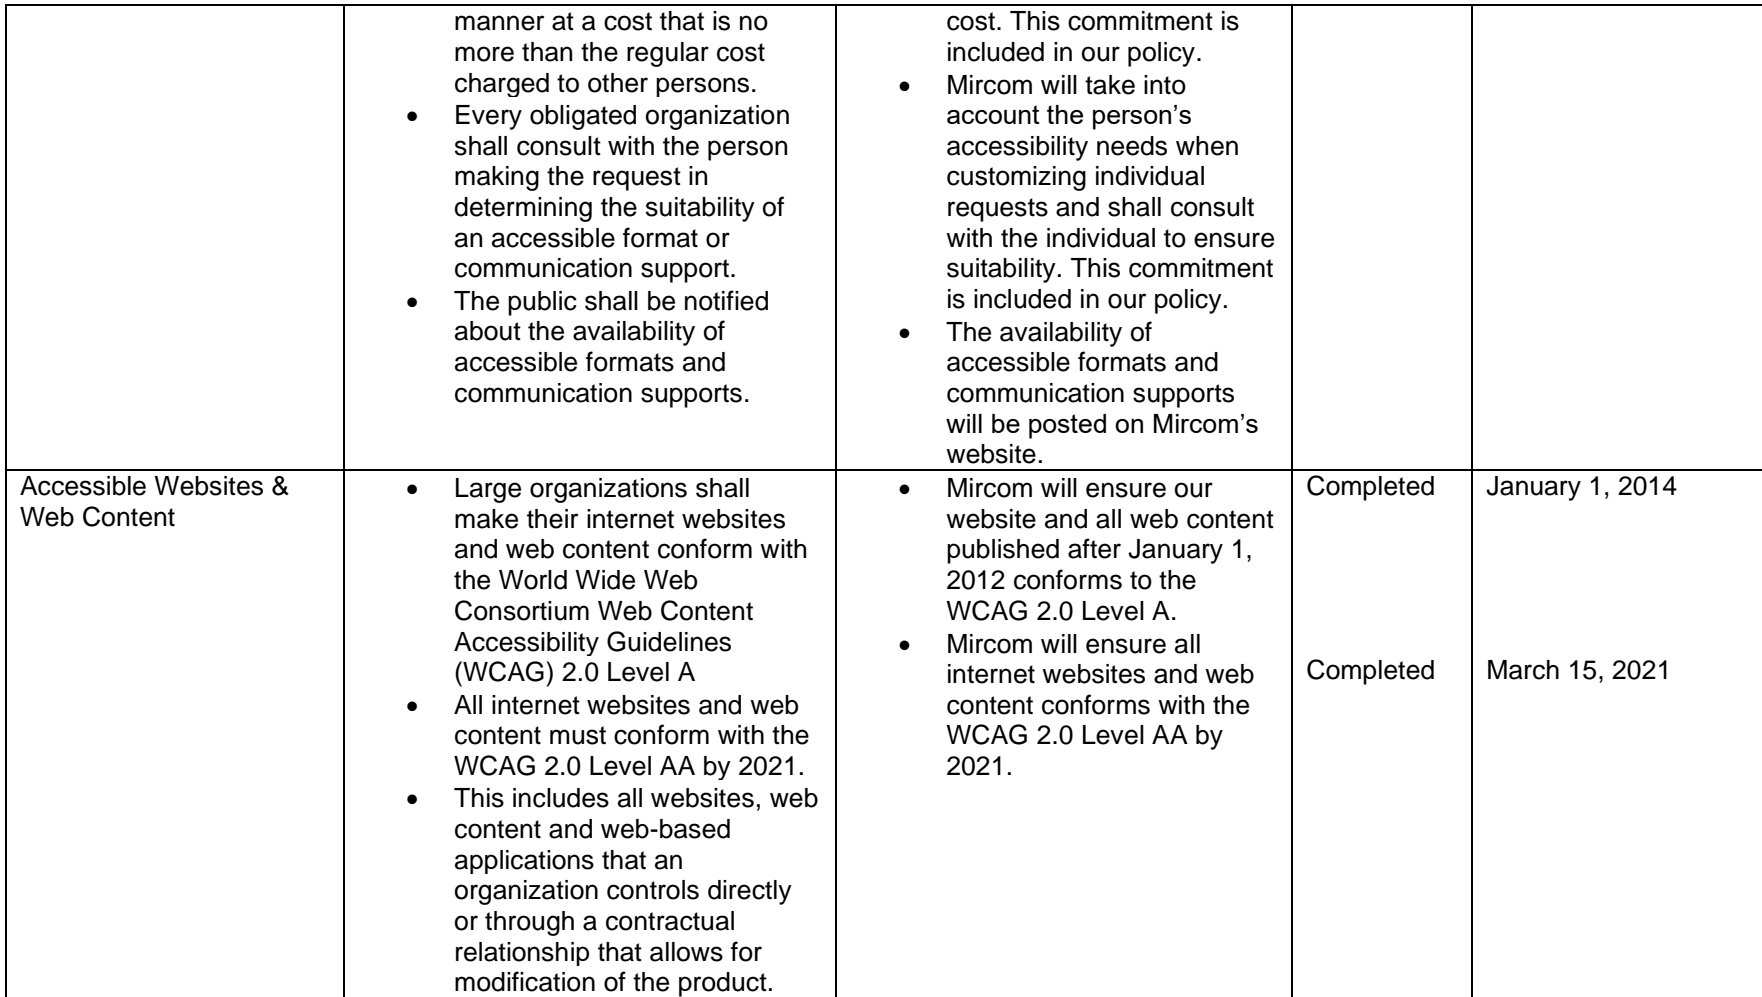 manner at a cost that is no
more than the regular cost
charged to other persons.
• Every obligated organization
shall consult with the person
making the request in
determining the suitability of
an accessible format or
communication support.
• The public shall be notified
about the availability of
accessible formats and
communication supports.
cost. This commitment is
included in our policy.
• Mircom will take into
account the person’s
accessibility needs when
customizing individual
requests and shall consult
with the individual to ensure
suitability. This commitment
is included in our policy.
• The availability of
accessible formats and
communication supports
will be posted on Mircom’s
website.
Accessible Websites &
Web Content
• Large organizations shall
make their internet websites
and web content conform with
the World Wide Web
Consortium Web Content
Accessibility Guidelines
(WCAG) 2.0 Level A
• All internet websites and web
content must conform with the
WCAG 2.0 Level AA by 2021.
• This includes all websites, web
content and web-based
applications that an
organization controls directly
or through a contractual
relationship that allows for
modification of the product.
• Mircom will ensure our
website and all web content
published after January 1,
2012 conforms to the
WCAG 2.0 Level A.
• Mircom will ensure all
internet websites and web
content conforms with the
WCAG 2.0 Level AA by
2021.
Completed
Completed
January 1, 2014
March 15, 2021